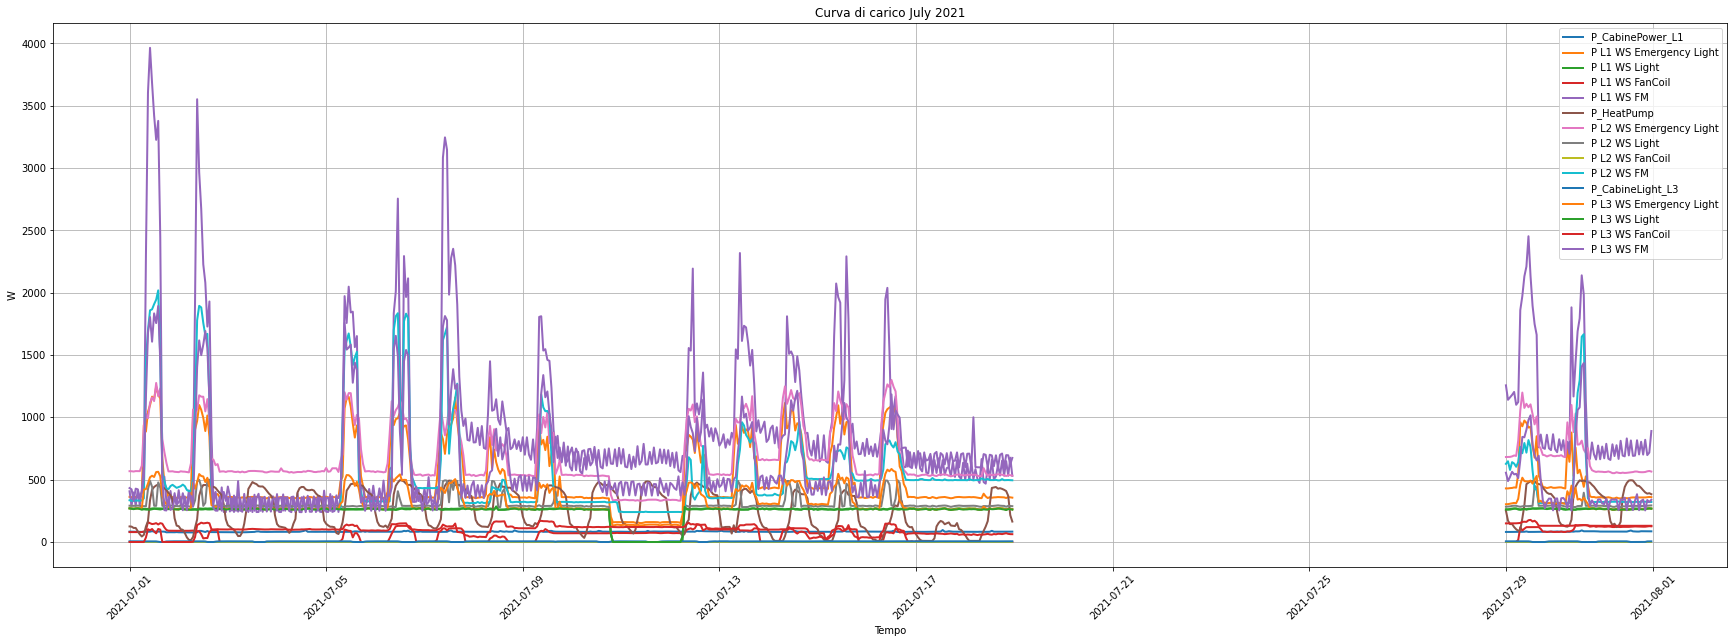 Curva di carico July 2021
W
4000
3500
3000
2500
2000
1500
1000
500
0
P_CabinePower_L1
P L1 WS Emergency Light
P L1 WS Light
P L1 WS FanCoil
P L1 WS FM
P_HeatPump
P L2 WS Emergency Light
P L2 WS Light
P L2 WS FanCoil
P L2 WS FM
P_CabineLight_L3
P L3 WS Emergency Light
P L3 WS Light
P L3 WS FanCoil
P L3 WS FM
2021-07-01
2021-07-05
2021-07-09
2021-07-13
2021-07-17
2021-07-21
2021-07-25
2021-07-29
2021-08-01
Tempo